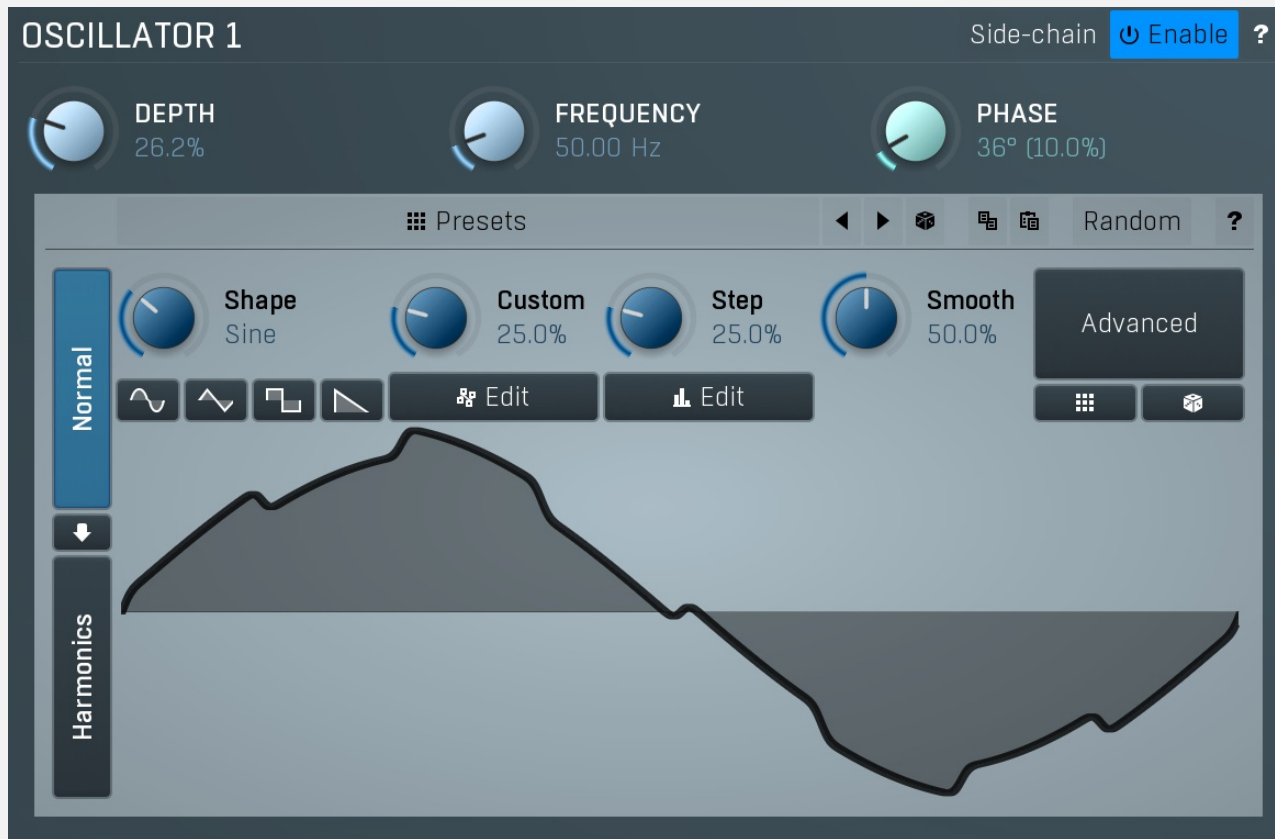 OSCILLATOR 1 Side-chain Enable ?
DEPTH FREQUENCY PHASE
26.2% 50.00 Hz 36° (10.0%)
Presets Random ?
Shape Custom Step Smooth
Sine 25.0% 25.0% 50.0%
Advanced
Normal
Edit Edit
Harmonics